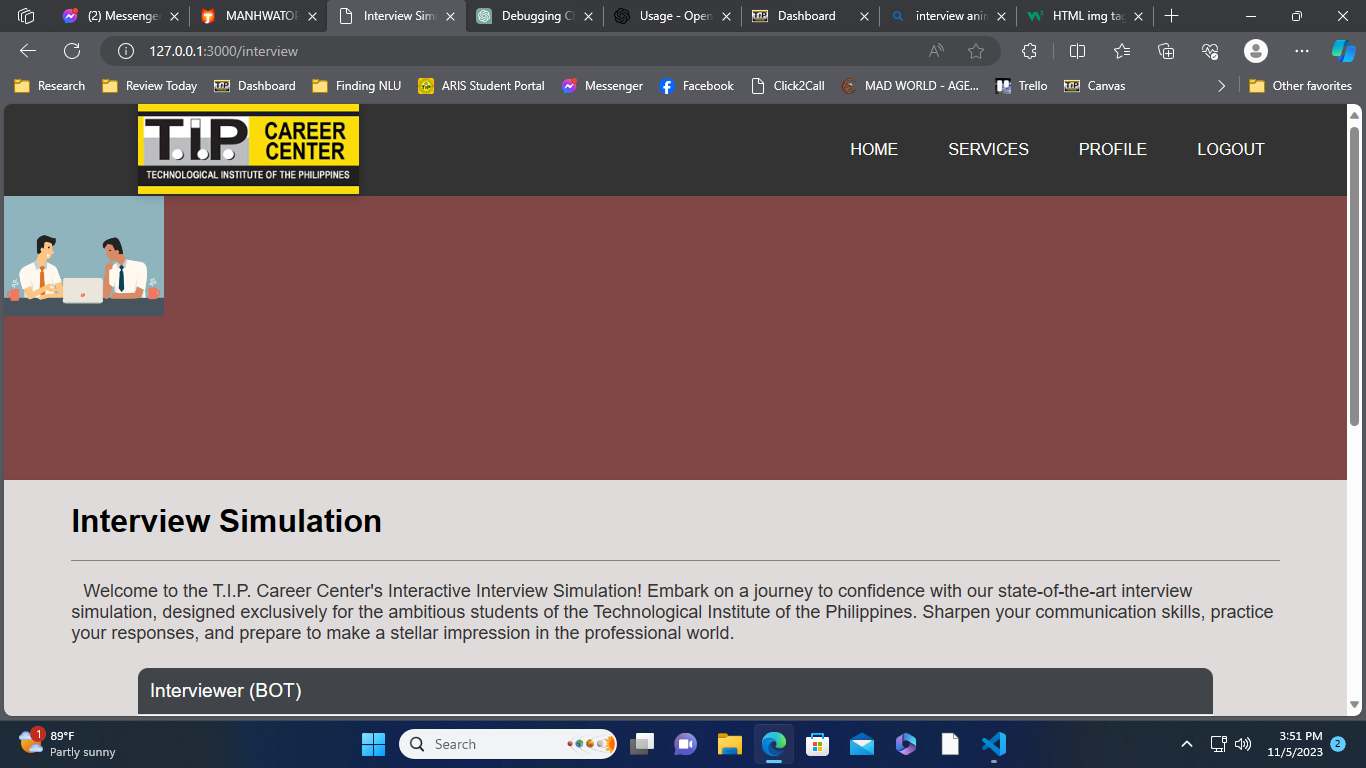 (2) Messenger
MANHWATOP
Interview Sim
Debugging C
Usage - Open
Dashboard
interview anim
HTML img tag
127.0.0.1:3000/interview
Research
Review Today
Dashboard
Finding NLU
ARIS Student Portal
Messenger
Facebook
Click2Call
MAD WORLD - AGE...
Trello
Canvas
Other favorites
T.I.P. CAREER CENTER
TECHNOLOGICAL INSTITUTE OF THE PHILIPPINES
HOME SERVICES PROFILE LOGOUT
Interview Simulation
Welcome to the T.I.P. Career Center's Interactive Interview Simulation! Embark on a journey to confidence with our state-of-the-art interview
simulation, designed exclusively for the ambitious students of the Technological Institute of the Philippines. Sharpen your communication skills, practice
your responses, and prepare to make a stellar impression in the professional world.
Interviewer (BOT)
1
89°F
Partly sunny
Search
3:51 PM
11/5/2023
2